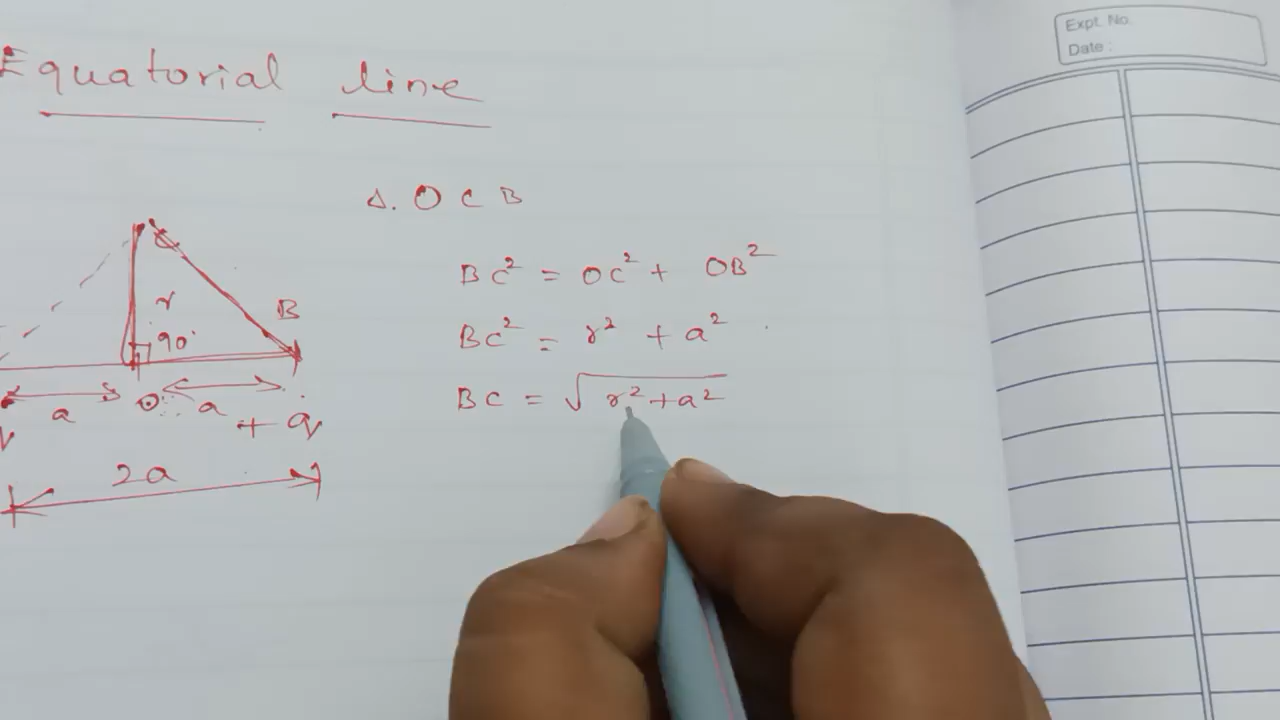 Equatorial line
Δ. O C B
BC² = OC² + OB²
BC² = r² + a²
BC = √r²+a²
C
r
B
90°
a
O
a
+ q
2a
Expt. No.
Date :